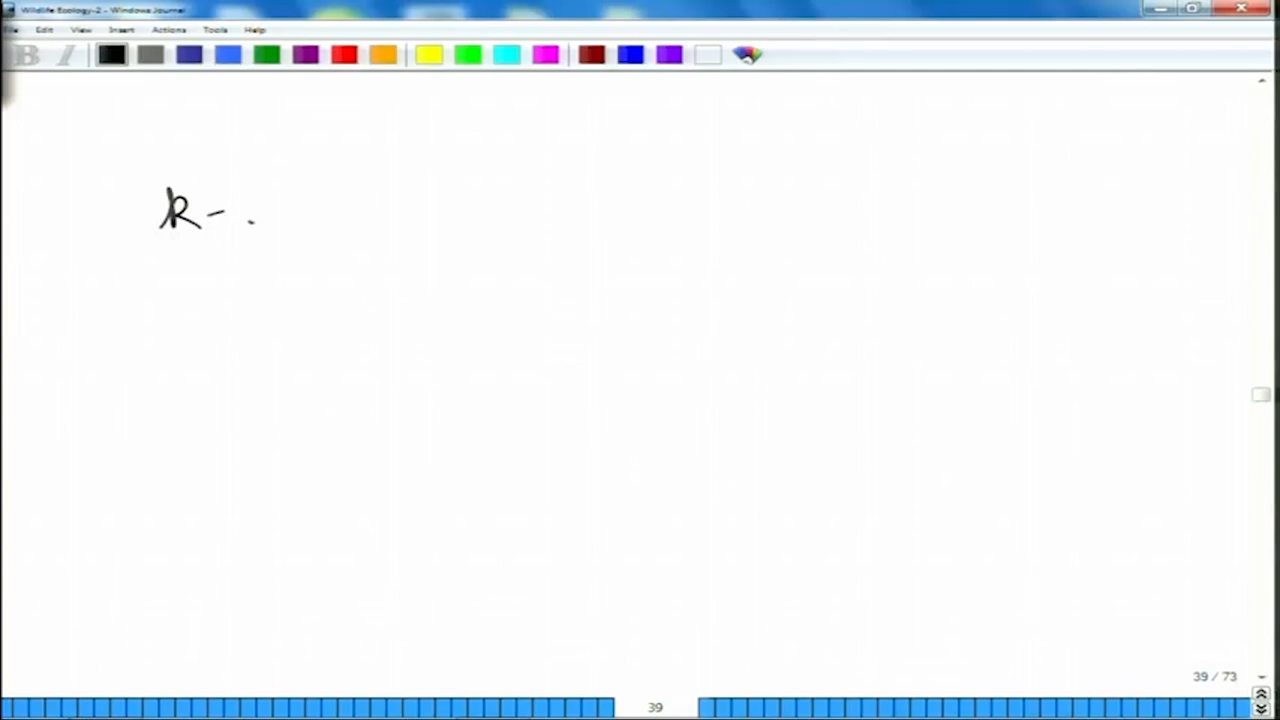 Wildlife Ecology-2 - Windows Journal
File Edit View Insert Actions Tools Help
B I
R - .
39 / 73
39